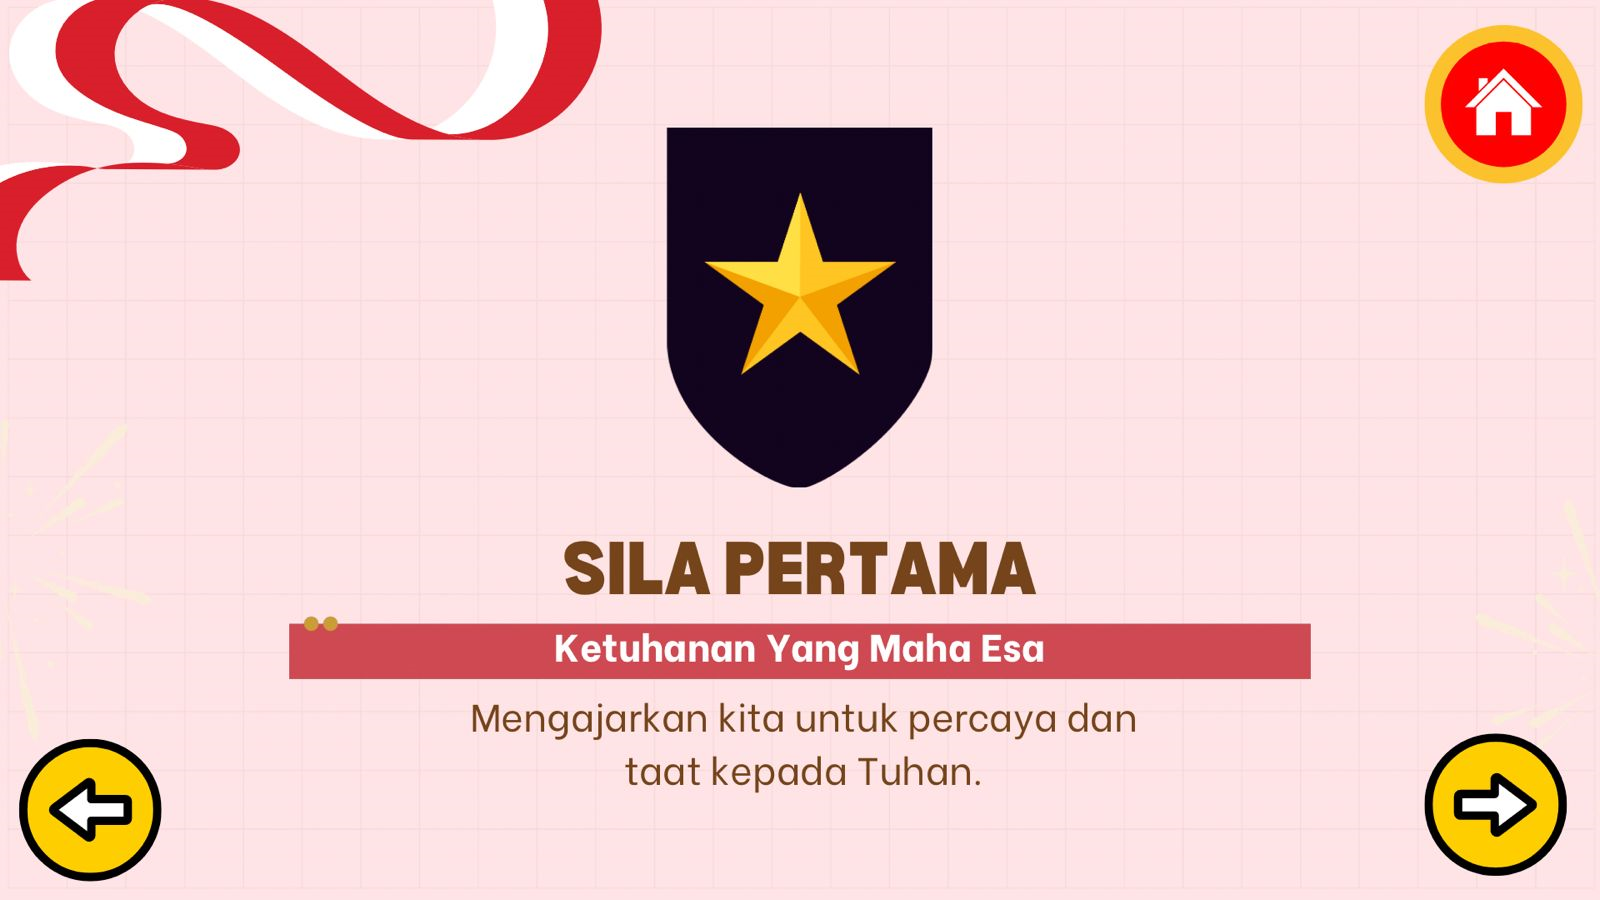 SILA PERTAMA
Ketuhanan Yang Maha Esa
Mengajarkan kita untuk percaya dan
taat kepada Tuhan.